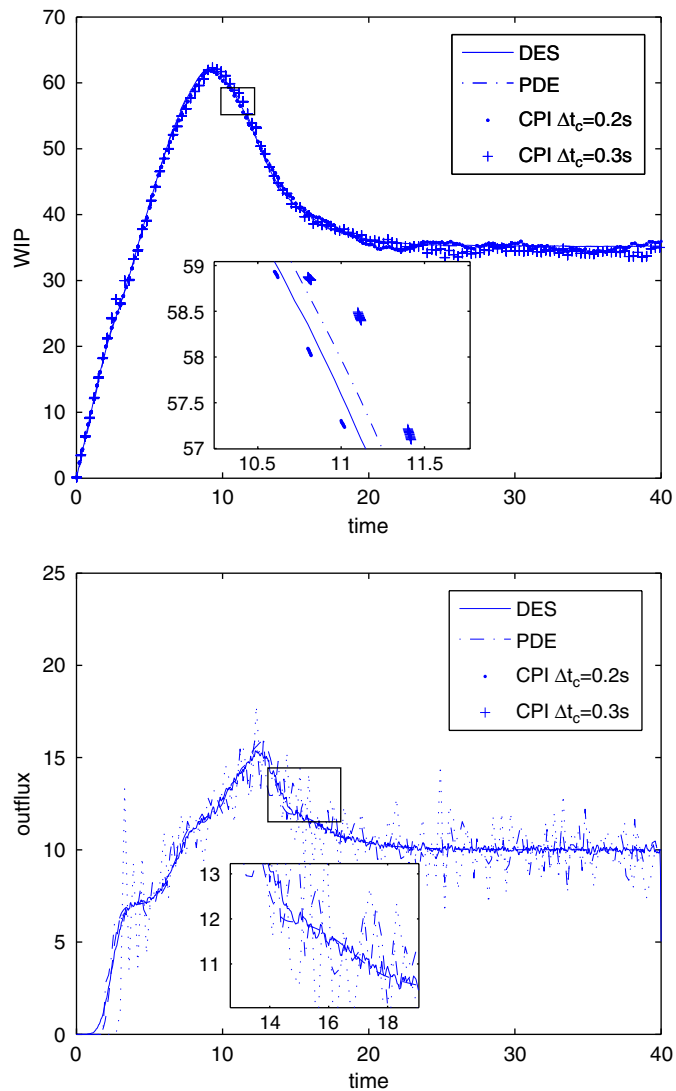 70
60
50
40
30
20
10
0
WIP
DES
PDE
CPI Δt_c=0.2s
CPI Δt_c=0.3s
59
58.5
58
57.5
57
10.5 11 11.5
0 10 20 30 40
time
25
20
15
10
5
0
outflux
DES
PDE
CPI Δt_c=0.2s
CPI Δt_c=0.3s
13
12
11
14 16 18
0 10 20 30 40
time